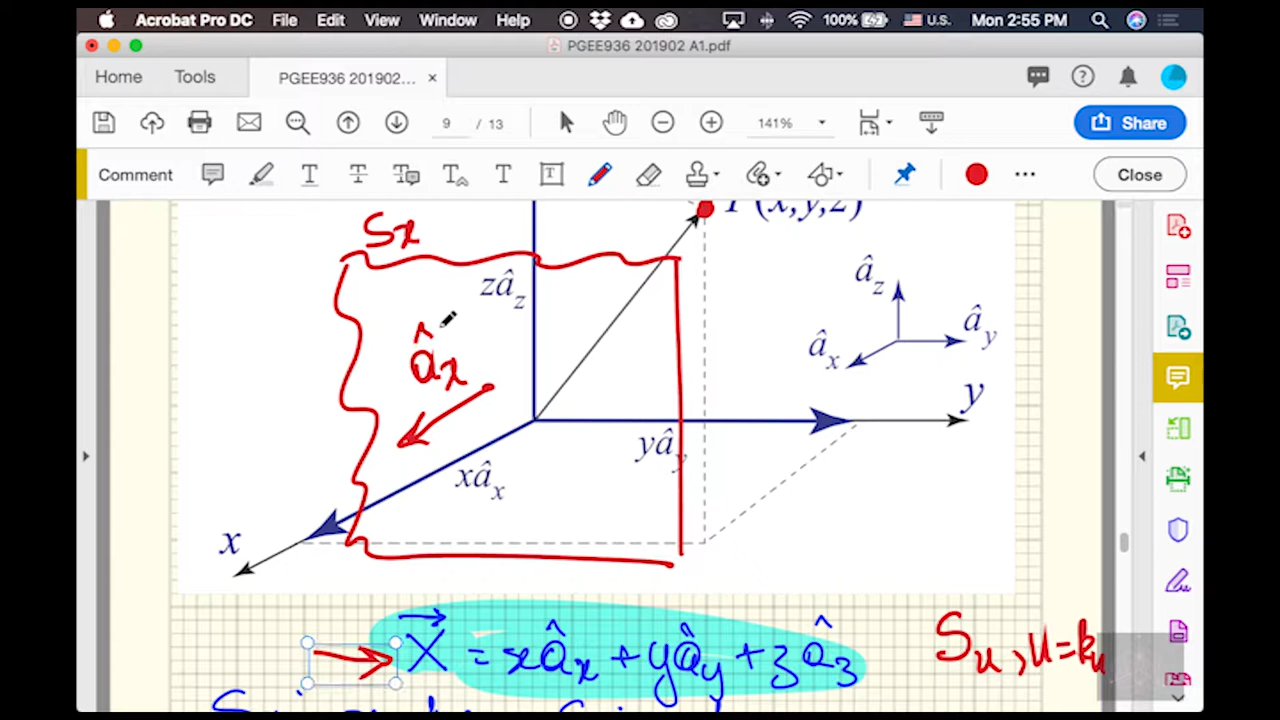 Acrobat Pro DC File Edit View Window Help 100% U.S. Mon 2:55 PM
PGEE936 201902 A1.pdf
Home Tools PGEE936 201902... ×
9 / 13 141% Share
Comment Close
Sx
P (x,y,z)
zâz
âz
âx
ây
âx
y
yây
xâx
x
X = xâx + yây + zâz
Su, u=ku